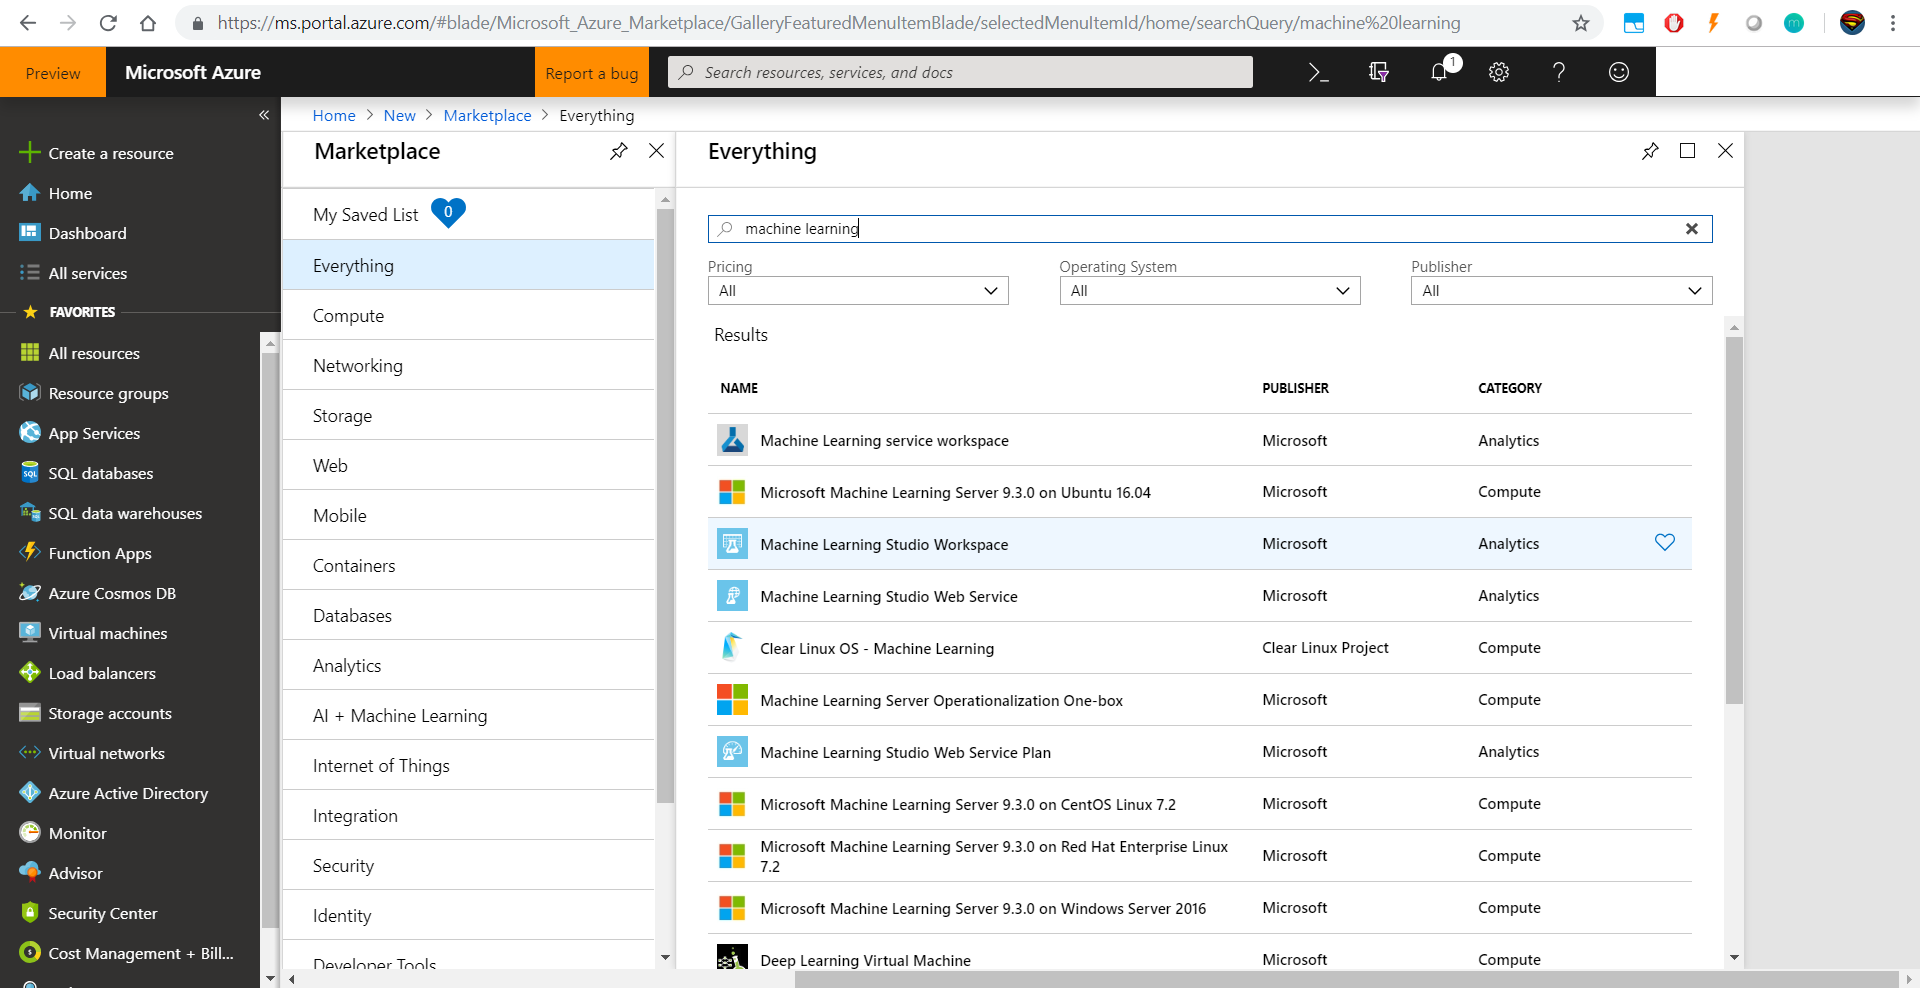 https://ms.portal.azure.com/#blade/Microsoft_Azure_Marketplace/GalleryFeaturedMenuItemBlade/selectedMenuItemId/home/searchQuery/machine%20learning
Preview
Microsoft Azure
Report a bug
Search resources, services, and docs
1
Create a resource
Home
Dashboard
All services
FAVORITES
All resources
Resource groups
App Services
SQL databases
SQL data warehouses
Function Apps
Azure Cosmos DB
Virtual machines
Load balancers
Storage accounts
Virtual networks
Azure Active Directory
Monitor
Advisor
Security Center
Cost Management + Bill...
Home > New > Marketplace > Everything
Marketplace
My Saved List 0
Everything
Compute
Networking
Storage
Web
Mobile
Containers
Databases
Analytics
AI + Machine Learning
Internet of Things
Integration
Security
Identity
Developer Tools
Everything
machine learning
Pricing Operating System Publisher
All All All
Results
NAME PUBLISHER CATEGORY
Machine Learning service workspace Microsoft Analytics
Microsoft Machine Learning Server 9.3.0 on Ubuntu 16.04 Microsoft Compute
Machine Learning Studio Workspace Microsoft Analytics
Machine Learning Studio Web Service Microsoft Analytics
Clear Linux OS - Machine Learning Clear Linux Project Compute
Machine Learning Server Operationalization One-box Microsoft Compute
Machine Learning Studio Web Service Plan Microsoft Analytics
Microsoft Machine Learning Server 9.3.0 on CentOS Linux 7.2 Microsoft Compute
Microsoft Machine Learning Server 9.3.0 on Red Hat Enterprise Linux
7.2 Microsoft Compute
Microsoft Machine Learning Server 9.3.0 on Windows Server 2016 Microsoft Compute
Deep Learning Virtual Machine Microsoft Compute